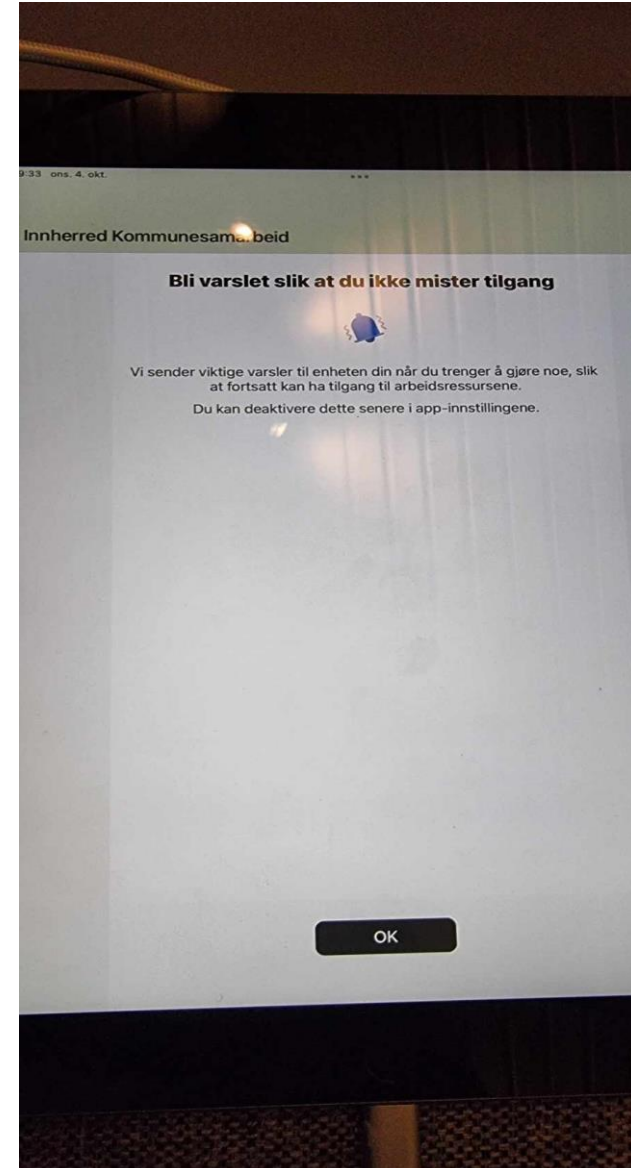 9:33 ons. 4. okt.
Innherred Kommunesamarbeid
Bli varslet slik at du ikke mister tilgang
Vi sender viktige varsler til enheten din når du trenger å gjøre noe, slik
at fortsatt kan ha tilgang til arbeidsressursene.
Du kan deaktivere dette senere i app-innstillingene.
OK